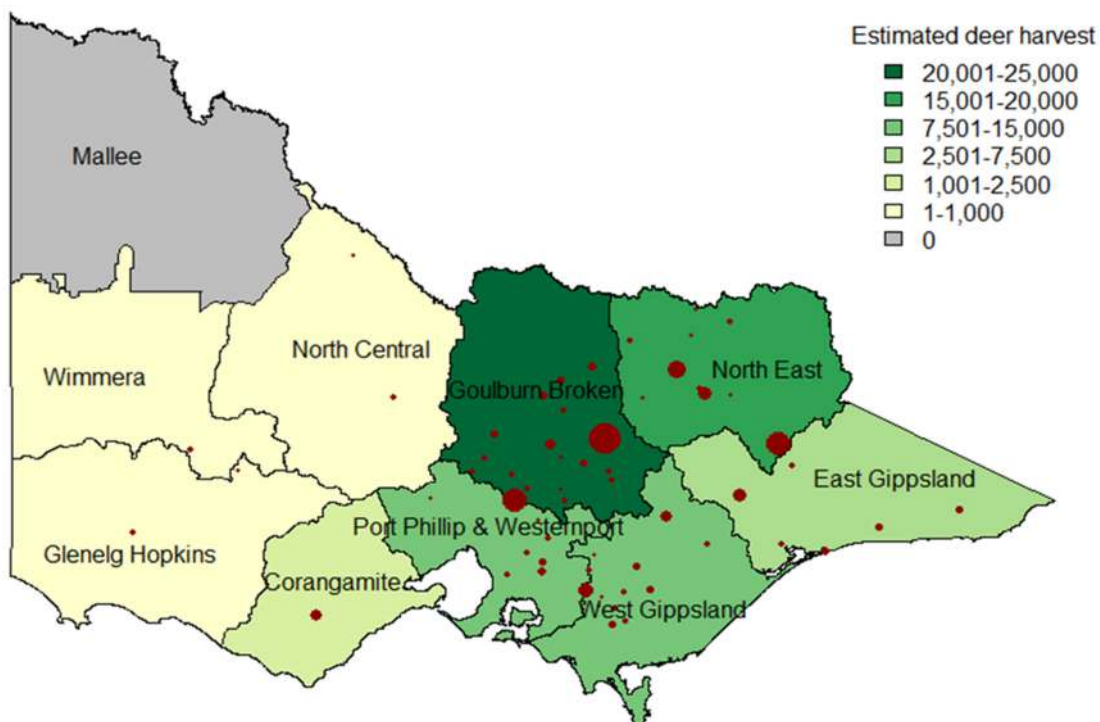 Estimated deer harvest
20,001-25,000
15,001-20,000
7,501-15,000
2,501-7,500
1,001-2,500
1-1,000
0
Mallee
North Central
Wimmera
Goulburn Broken
North East
East Gippsland
Port Phillip & Westernport
Glenelg Hopkins
Corangamite
West Gippsland